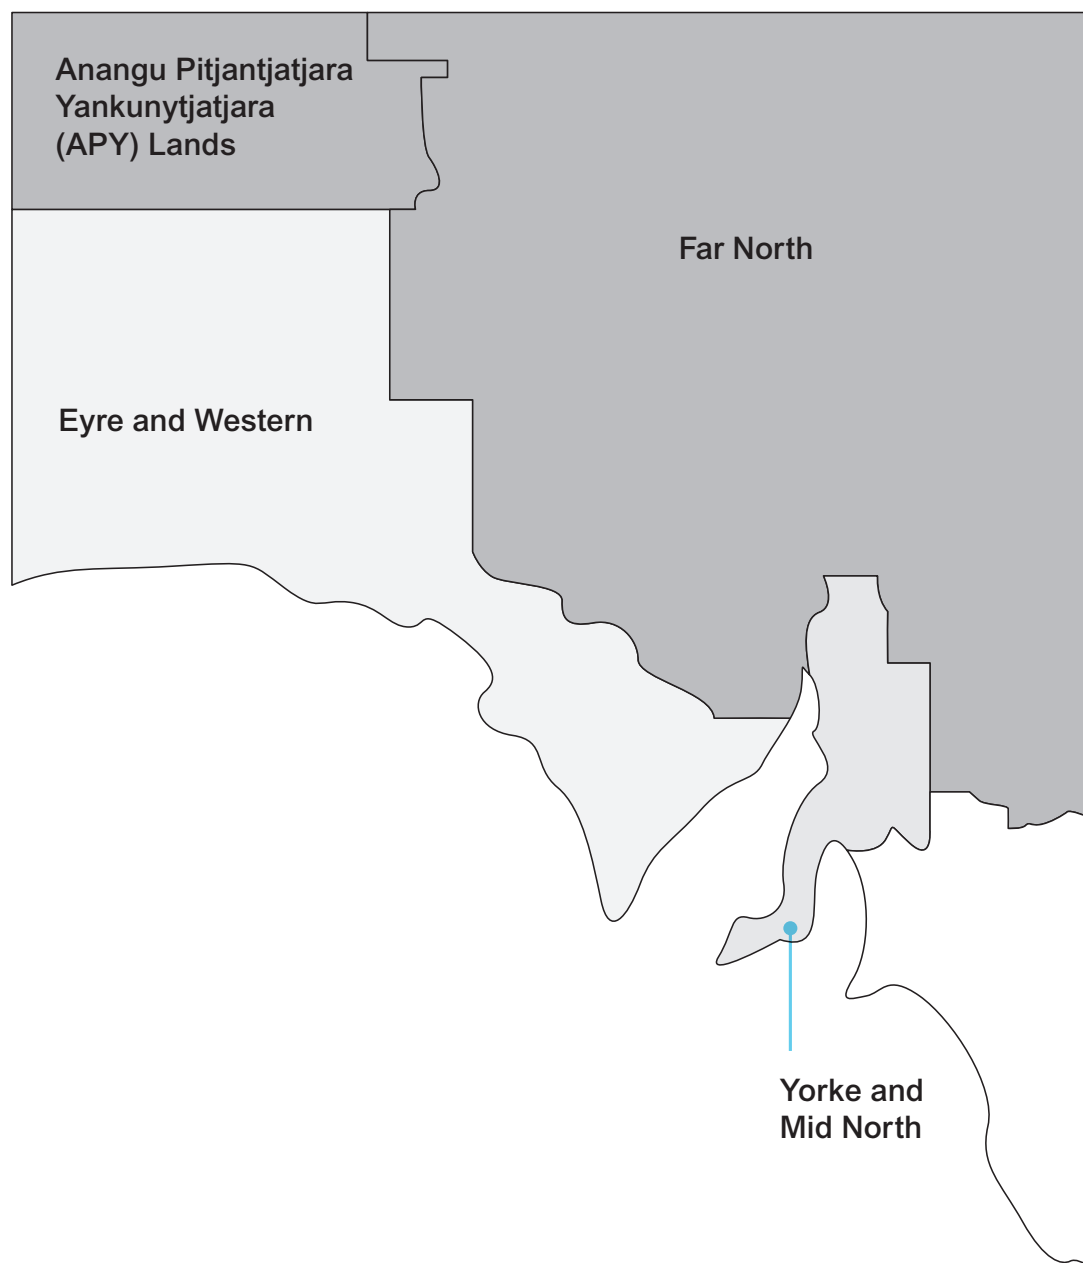 Anangu Pitjantjatjara
Yankunytjatjara
(APY) Lands
Far North
Eyre and Western
Yorke and
Mid North